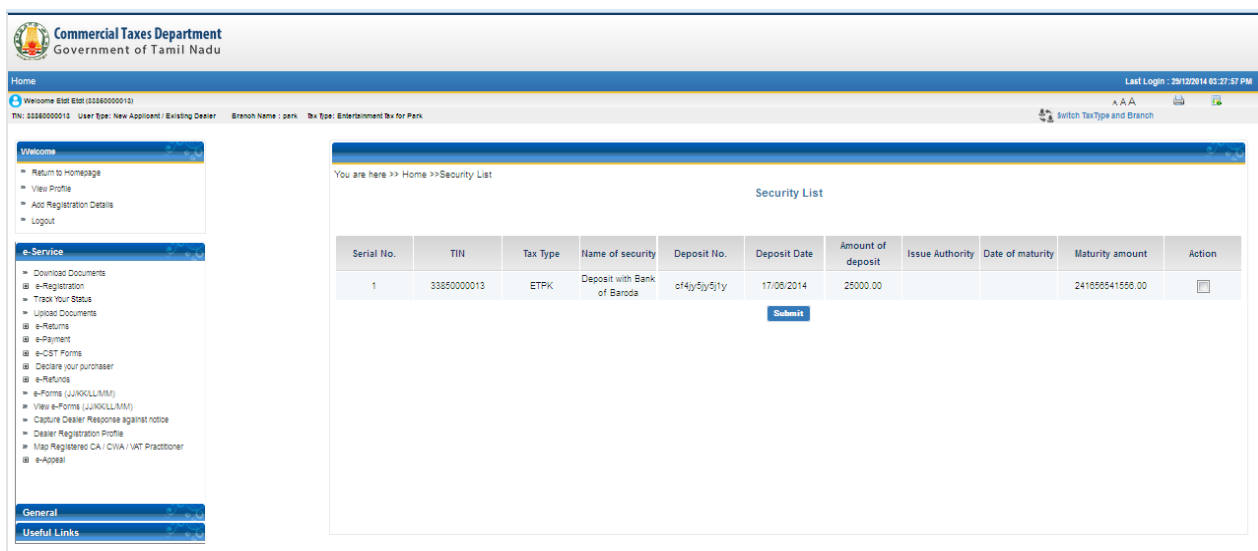 Commercial Taxes Department
Government of Tamil Nadu
Home
Last Login : 29/12/2014 03:27:57 PM
Welcome Etdt Etdt (33850000013)
A A A
TIN: 33850000013 User Type: New Applicant / Existing Dealer Branch Name : park Tax Type: Entertainment Tax for Park
Switch TaxType and Branch
Welcome
Return to Homepage
View Profile
Add Registration Details
Logout
e-Service
Download Documents
e-Registration
Track Your Status
Upload Documents
e-Returns
e-Payment
e-CST Forms
Declare your purchaser
e-Refunds
e-Forms (JJ/KK/LL/MM)
View e-Forms (JJ/KK/LL/MM)
Capture Dealer Response against notice
Dealer Registration Profile
Map Registered CA / CWA / VAT Practitioner
e-Appeal
General
Useful Links
You are here >> Home >>Security List
Security List
Serial No. TIN Tax Type Name of security Deposit No. Deposit Date Amount of deposit Issue Authority Date of maturity Maturity amount Action
1 33850000013 ETPK Deposit with Bank of Baroda cf4jy5jy5j1y 17/06/2014 25000.00 241656541556.00
Submit